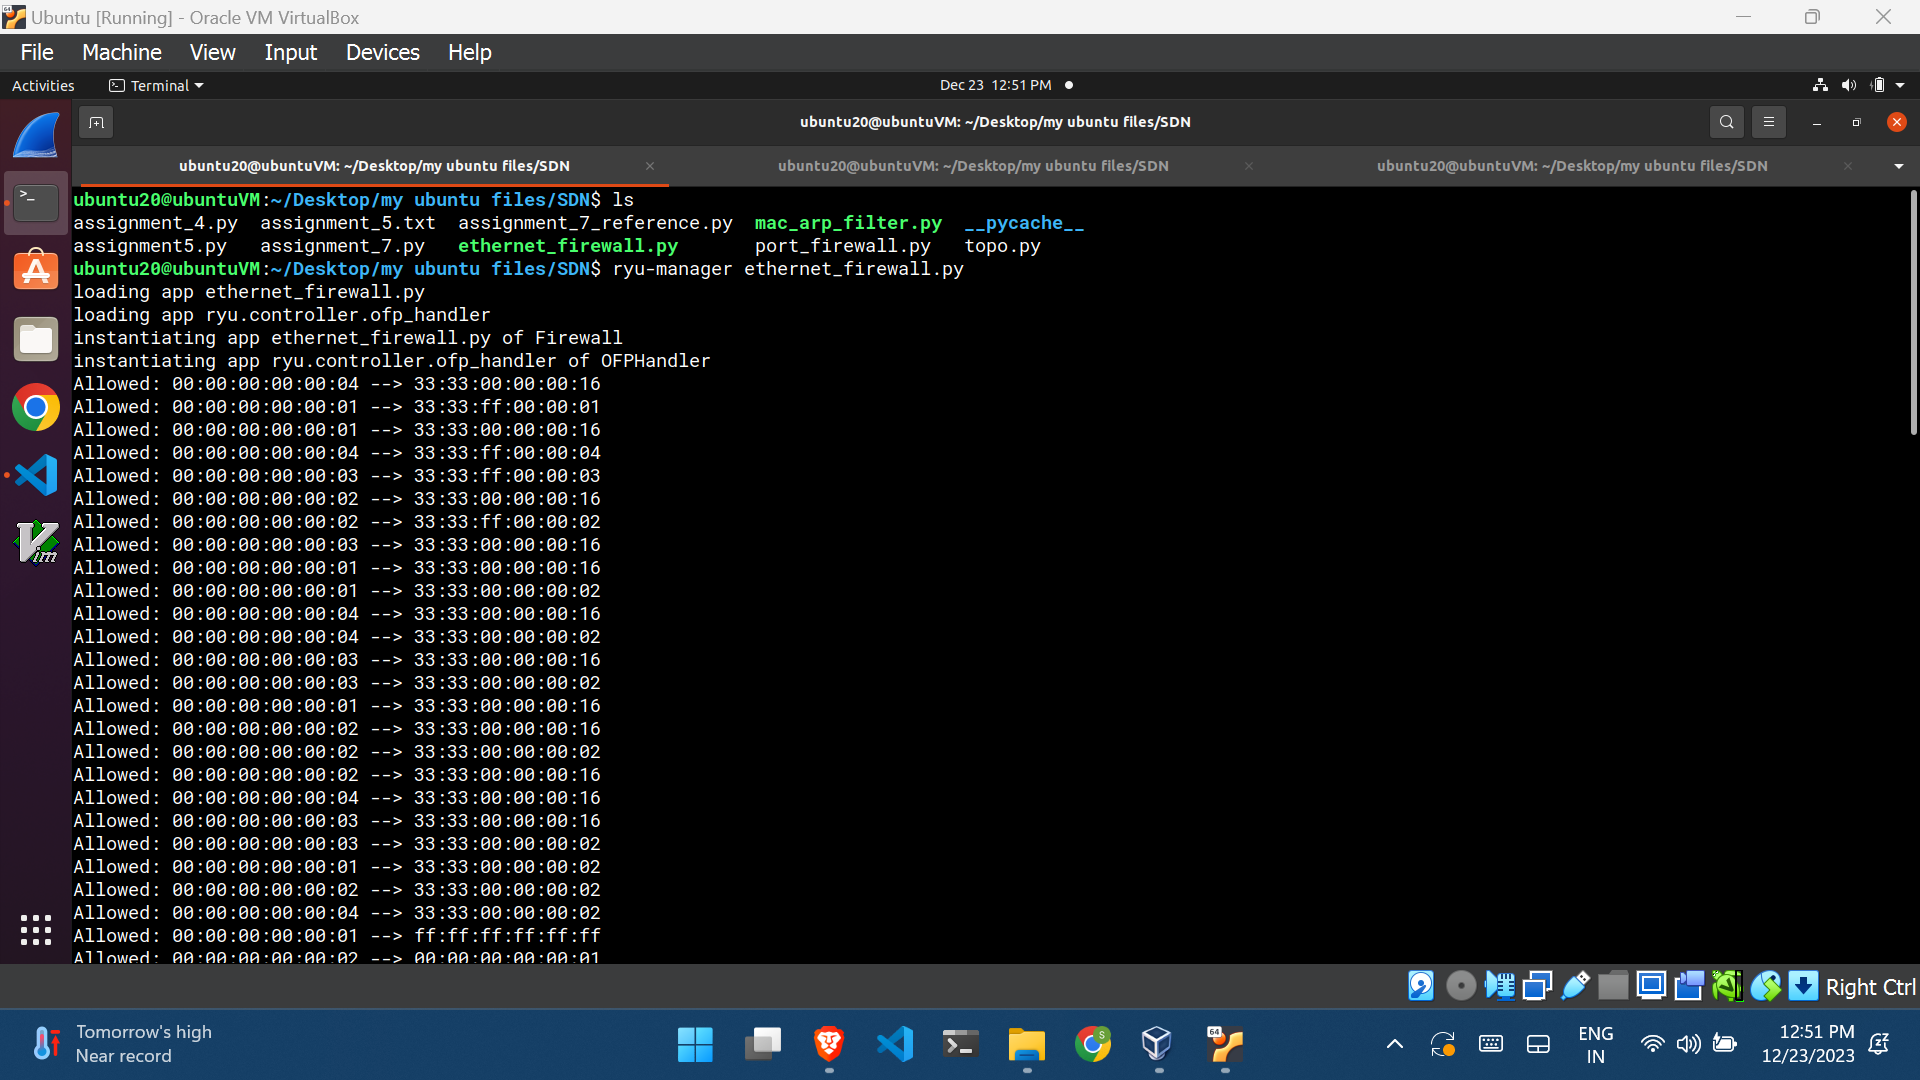 Ubuntu [Running] - Oracle VM VirtualBox
File Machine View Input Devices Help
Activities Terminal Dec 23 12:51 PM
ubuntu20@ubuntuVM: ~/Desktop/my ubuntu files/SDN
ubuntu20@ubuntuVM: ~/Desktop/my ubuntu files/SDN ubuntu20@ubuntuVM: ~/Desktop/my ubuntu files/SDN ubuntu20@ubuntuVM: ~/Desktop/my ubuntu files/SDN
ubuntu20@ubuntuVM:~/Desktop/my ubuntu files/SDN$ ls
assignment_4.py assignment_5.txt assignment_7_reference.py mac_arp_filter.py __pycache__
assignment5.py assignment_7.py ethernet_firewall.py port_firewall.py topo.py
ubuntu20@ubuntuVM:~/Desktop/my ubuntu files/SDN$ ryu-manager ethernet_firewall.py
loading app ethernet_firewall.py
loading app ryu.controller.ofp_handler
instantiating app ethernet_firewall.py of Firewall
instantiating app ryu.controller.ofp_handler of OFPHandler
Allowed: 00:00:00:00:00:04 --> 33:33:00:00:00:16
Allowed: 00:00:00:00:00:01 --> 33:33:ff:00:00:01
Allowed: 00:00:00:00:00:01 --> 33:33:00:00:00:16
Allowed: 00:00:00:00:00:04 --> 33:33:ff:00:00:04
Allowed: 00:00:00:00:00:03 --> 33:33:ff:00:00:03
Allowed: 00:00:00:00:00:02 --> 33:33:00:00:00:16
Allowed: 00:00:00:00:00:02 --> 33:33:ff:00:00:02
Allowed: 00:00:00:00:00:03 --> 33:33:00:00:00:16
Allowed: 00:00:00:00:00:01 --> 33:33:00:00:00:16
Allowed: 00:00:00:00:00:01 --> 33:33:00:00:00:02
Allowed: 00:00:00:00:00:04 --> 33:33:00:00:00:16
Allowed: 00:00:00:00:00:04 --> 33:33:00:00:00:02
Allowed: 00:00:00:00:00:03 --> 33:33:00:00:00:16
Allowed: 00:00:00:00:00:03 --> 33:33:00:00:00:02
Allowed: 00:00:00:00:00:01 --> 33:33:00:00:00:16
Allowed: 00:00:00:00:00:02 --> 33:33:00:00:00:16
Allowed: 00:00:00:00:00:02 --> 33:33:00:00:00:02
Allowed: 00:00:00:00:00:02 --> 33:33:00:00:00:16
Allowed: 00:00:00:00:00:04 --> 33:33:00:00:00:16
Allowed: 00:00:00:00:00:03 --> 33:33:00:00:00:16
Allowed: 00:00:00:00:00:03 --> 33:33:00:00:00:02
Allowed: 00:00:00:00:00:01 --> 33:33:00:00:00:02
Allowed: 00:00:00:00:00:02 --> 33:33:00:00:00:02
Allowed: 00:00:00:00:00:04 --> 33:33:00:00:00:02
Allowed: 00:00:00:00:00:01 --> ff:ff:ff:ff:ff:ff
Allowed: 00:00:00:00:00:02 --> 00:00:00:00:00:01
Right Ctrl
Tomorrow's high
Near record
ENG
IN
12:51 PM
12/23/2023